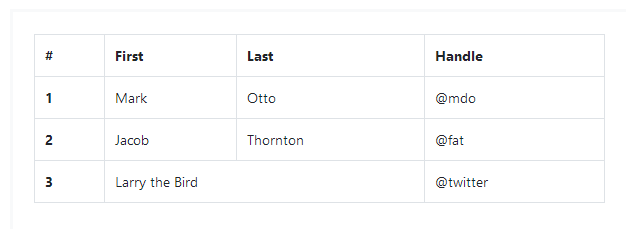 # First Last Handle
1 Mark Otto @mdo
2 Jacob Thornton @fat
3 Larry the Bird @twitter